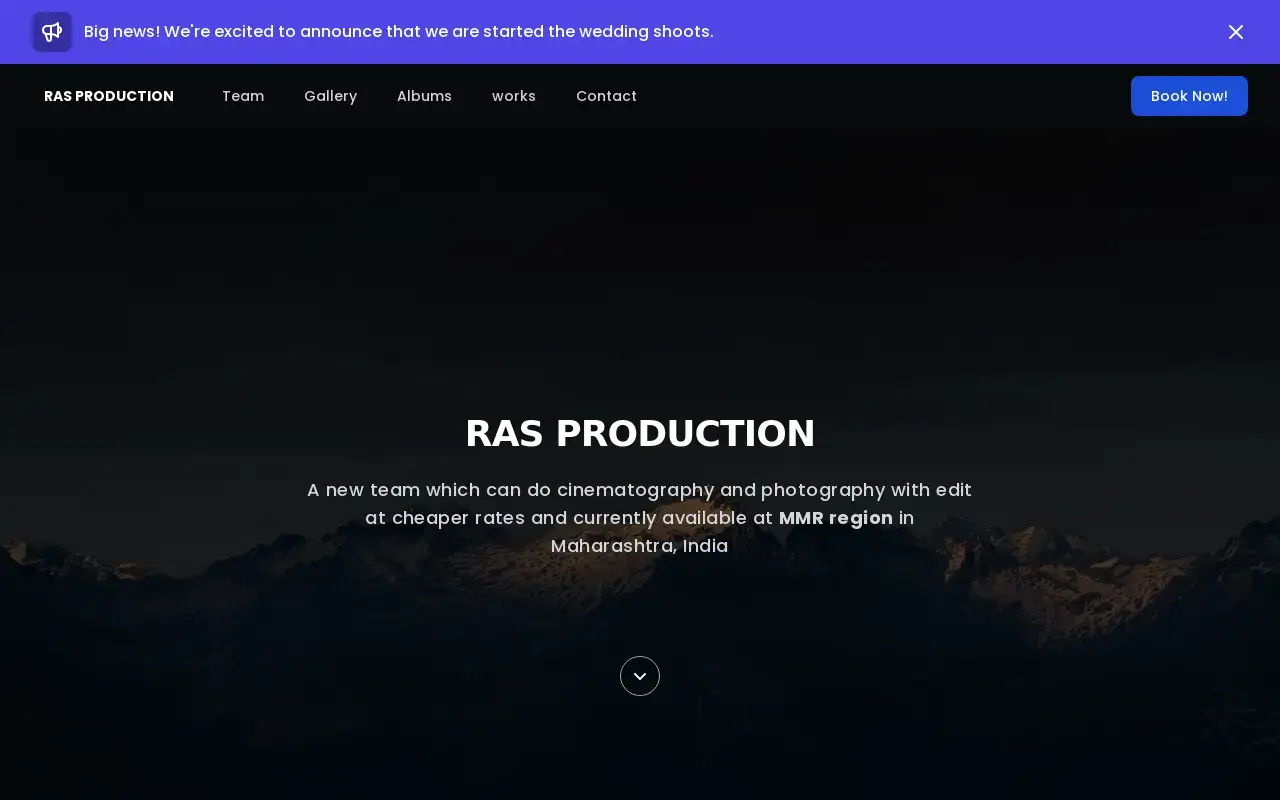 Big news! We're excited to announce that we are started the wedding shoots.
RAS PRODUCTION Team Gallery Albums works Contact Book Now!
RAS PRODUCTION
A new team which can do cinematography and photography with edit
at cheaper rates and currently available at MMR region in
Maharashtra, India